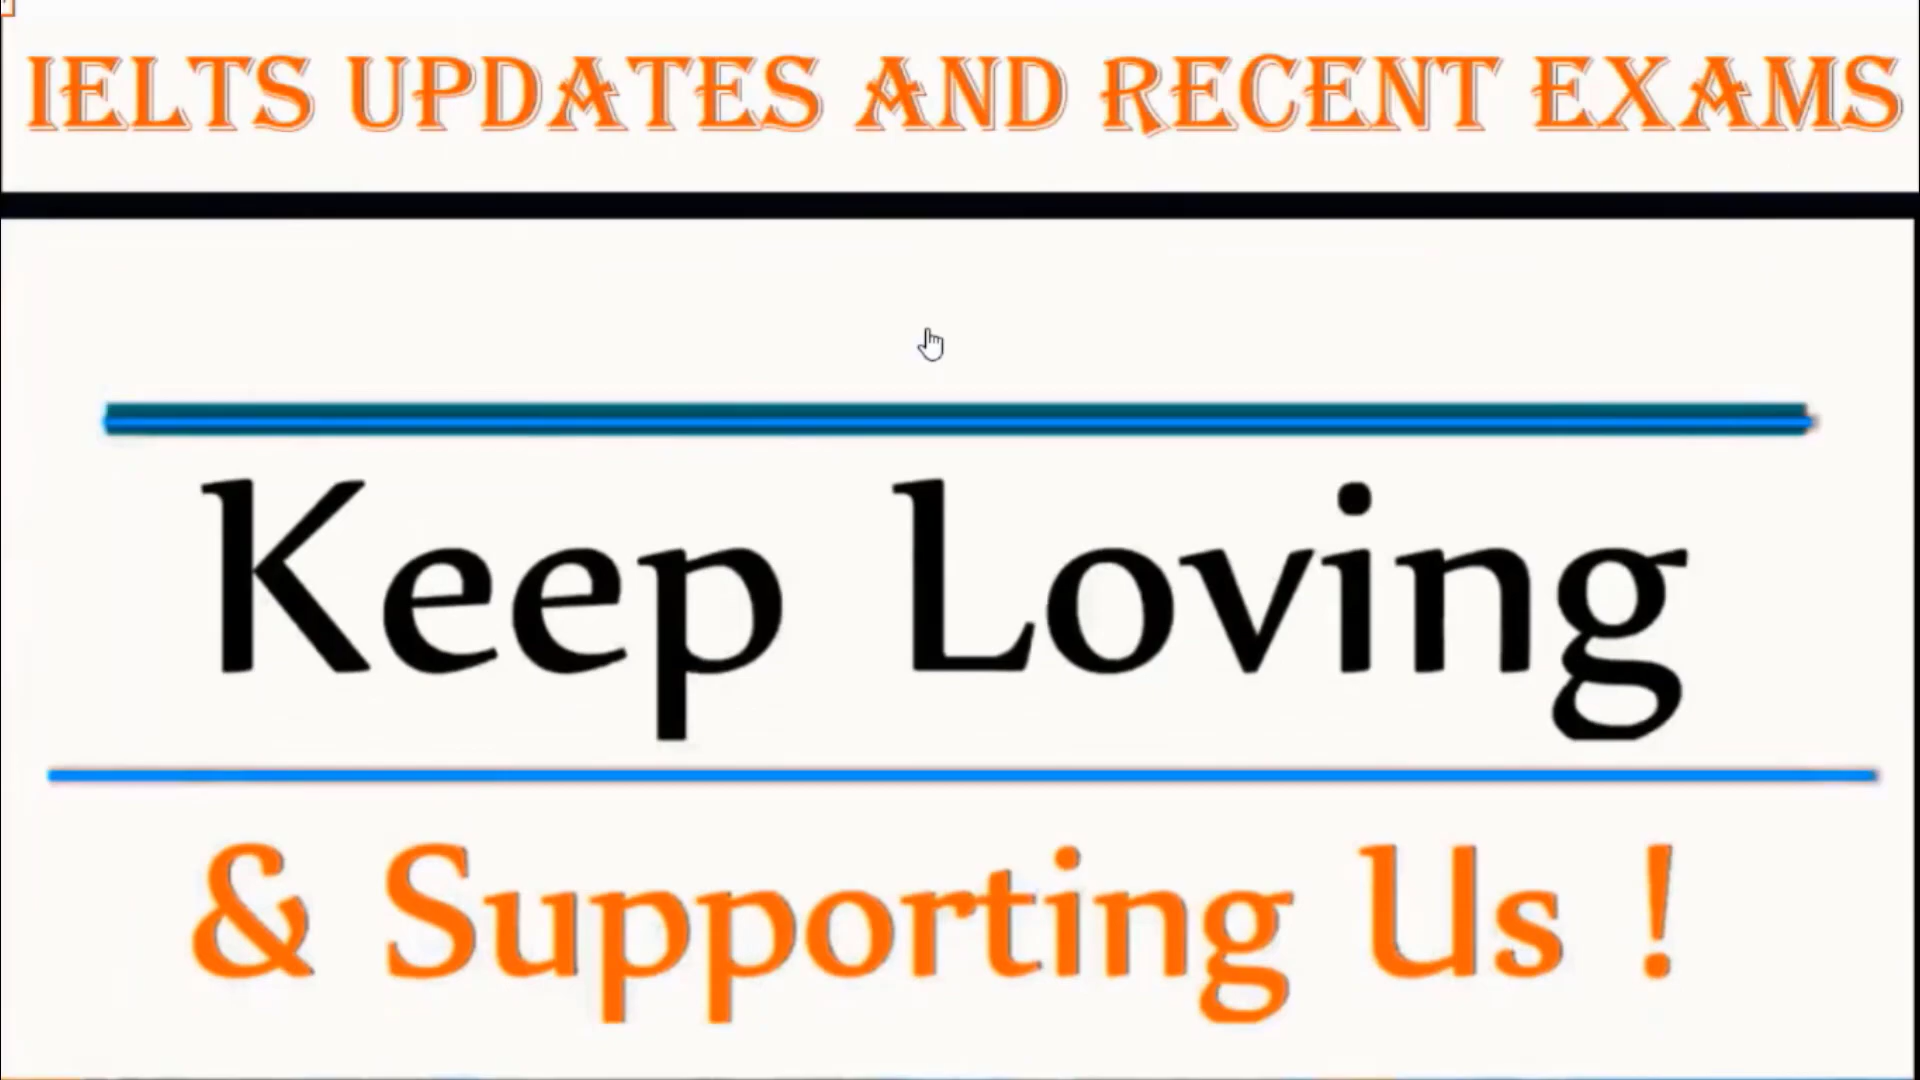 IELTS UPDATES AND RECENT EXAMS
Keep Loving
& Supporting Us !